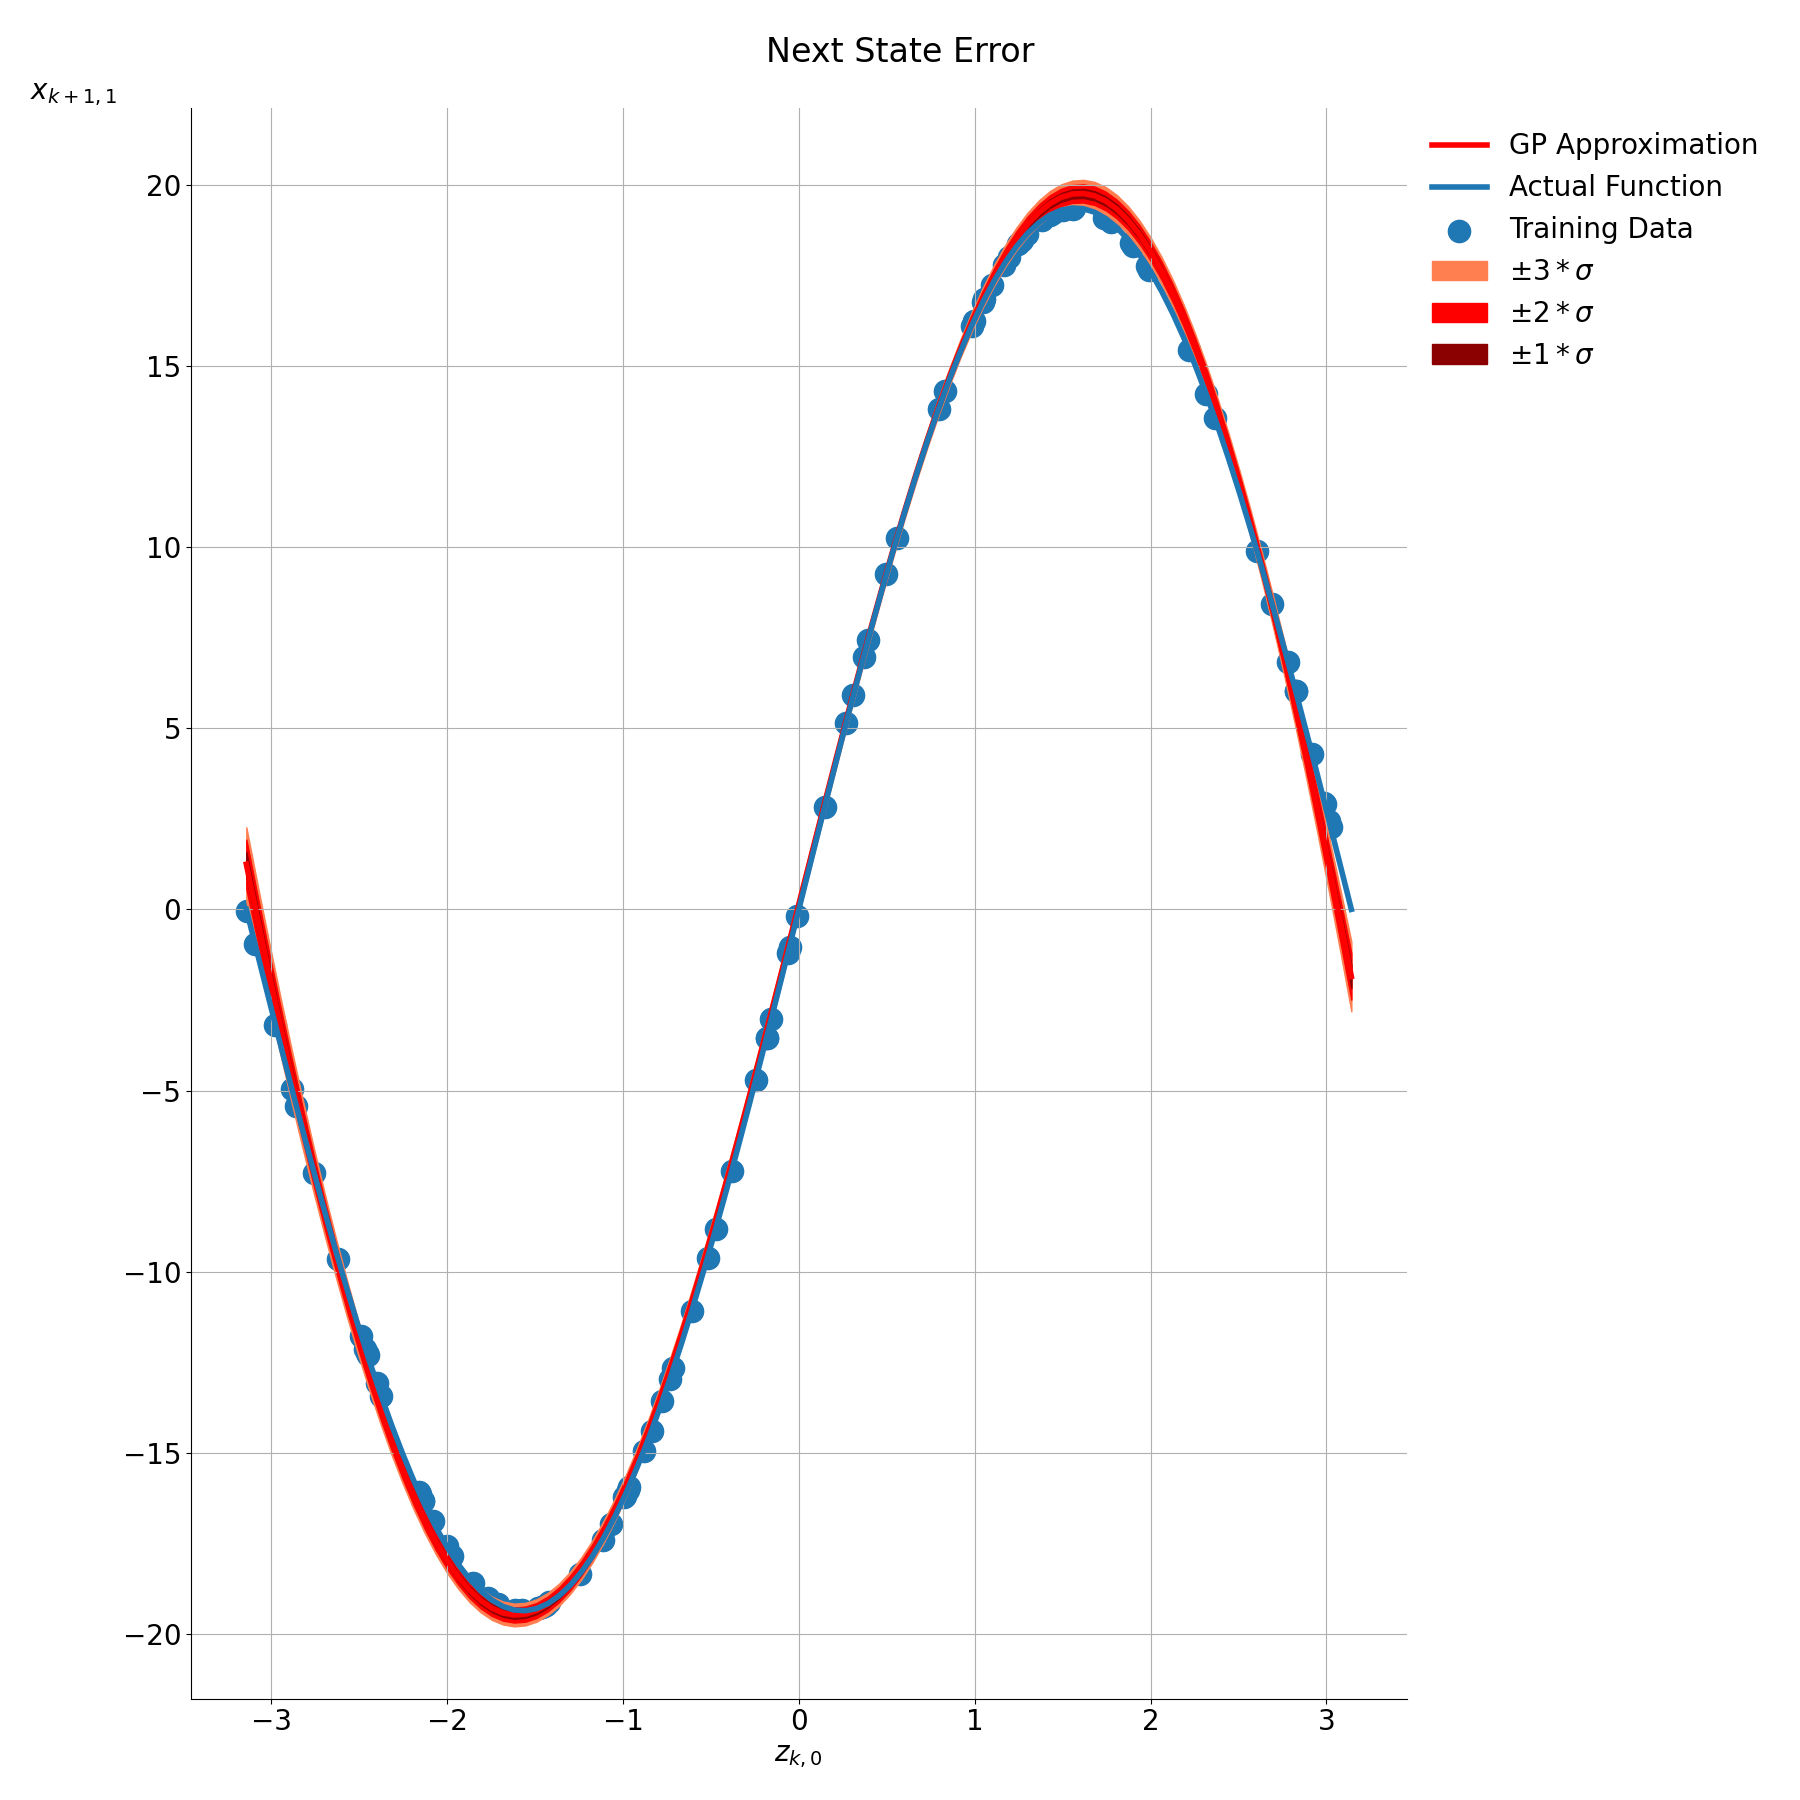 Next State Error
x_{k+1,1}
GP Approximation
Actual Function
Training Data
±3 * σ
±2 * σ
±1 * σ
20
15
10
5
0
−5
−10
−15
−20
−3 −2 −1 0 1 2 3
z_{k,0}